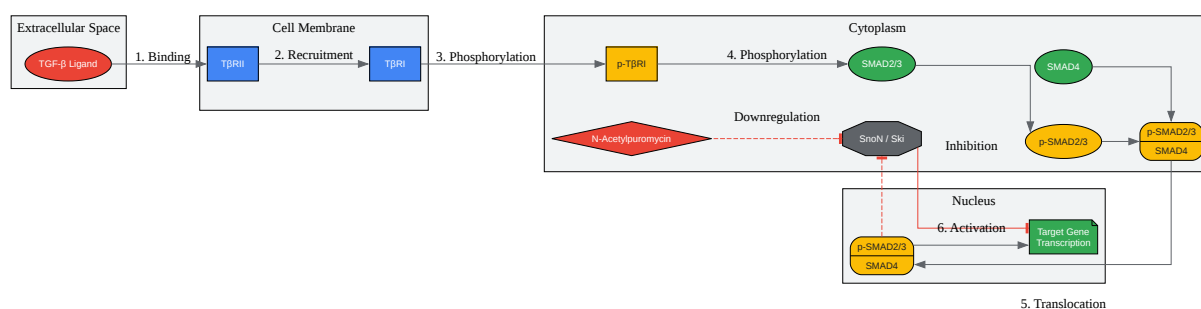 Extracellular Space
TGF-β Ligand
1. Binding
Cell Membrane
TβRII
2. Recruitment
TβRI
3. Phosphorylation
Cytoplasm
p-TβRI
4. Phosphorylation
SMAD2/3
SMAD4
N-Acetylpuromycin
Downregulation
SnoN / Ski
Inhibition
p-SMAD2/3
p-SMAD2/3
SMAD4
Nucleus
p-SMAD2/3
SMAD4
6. Activation
Target Gene
Transcription
5. Translocation